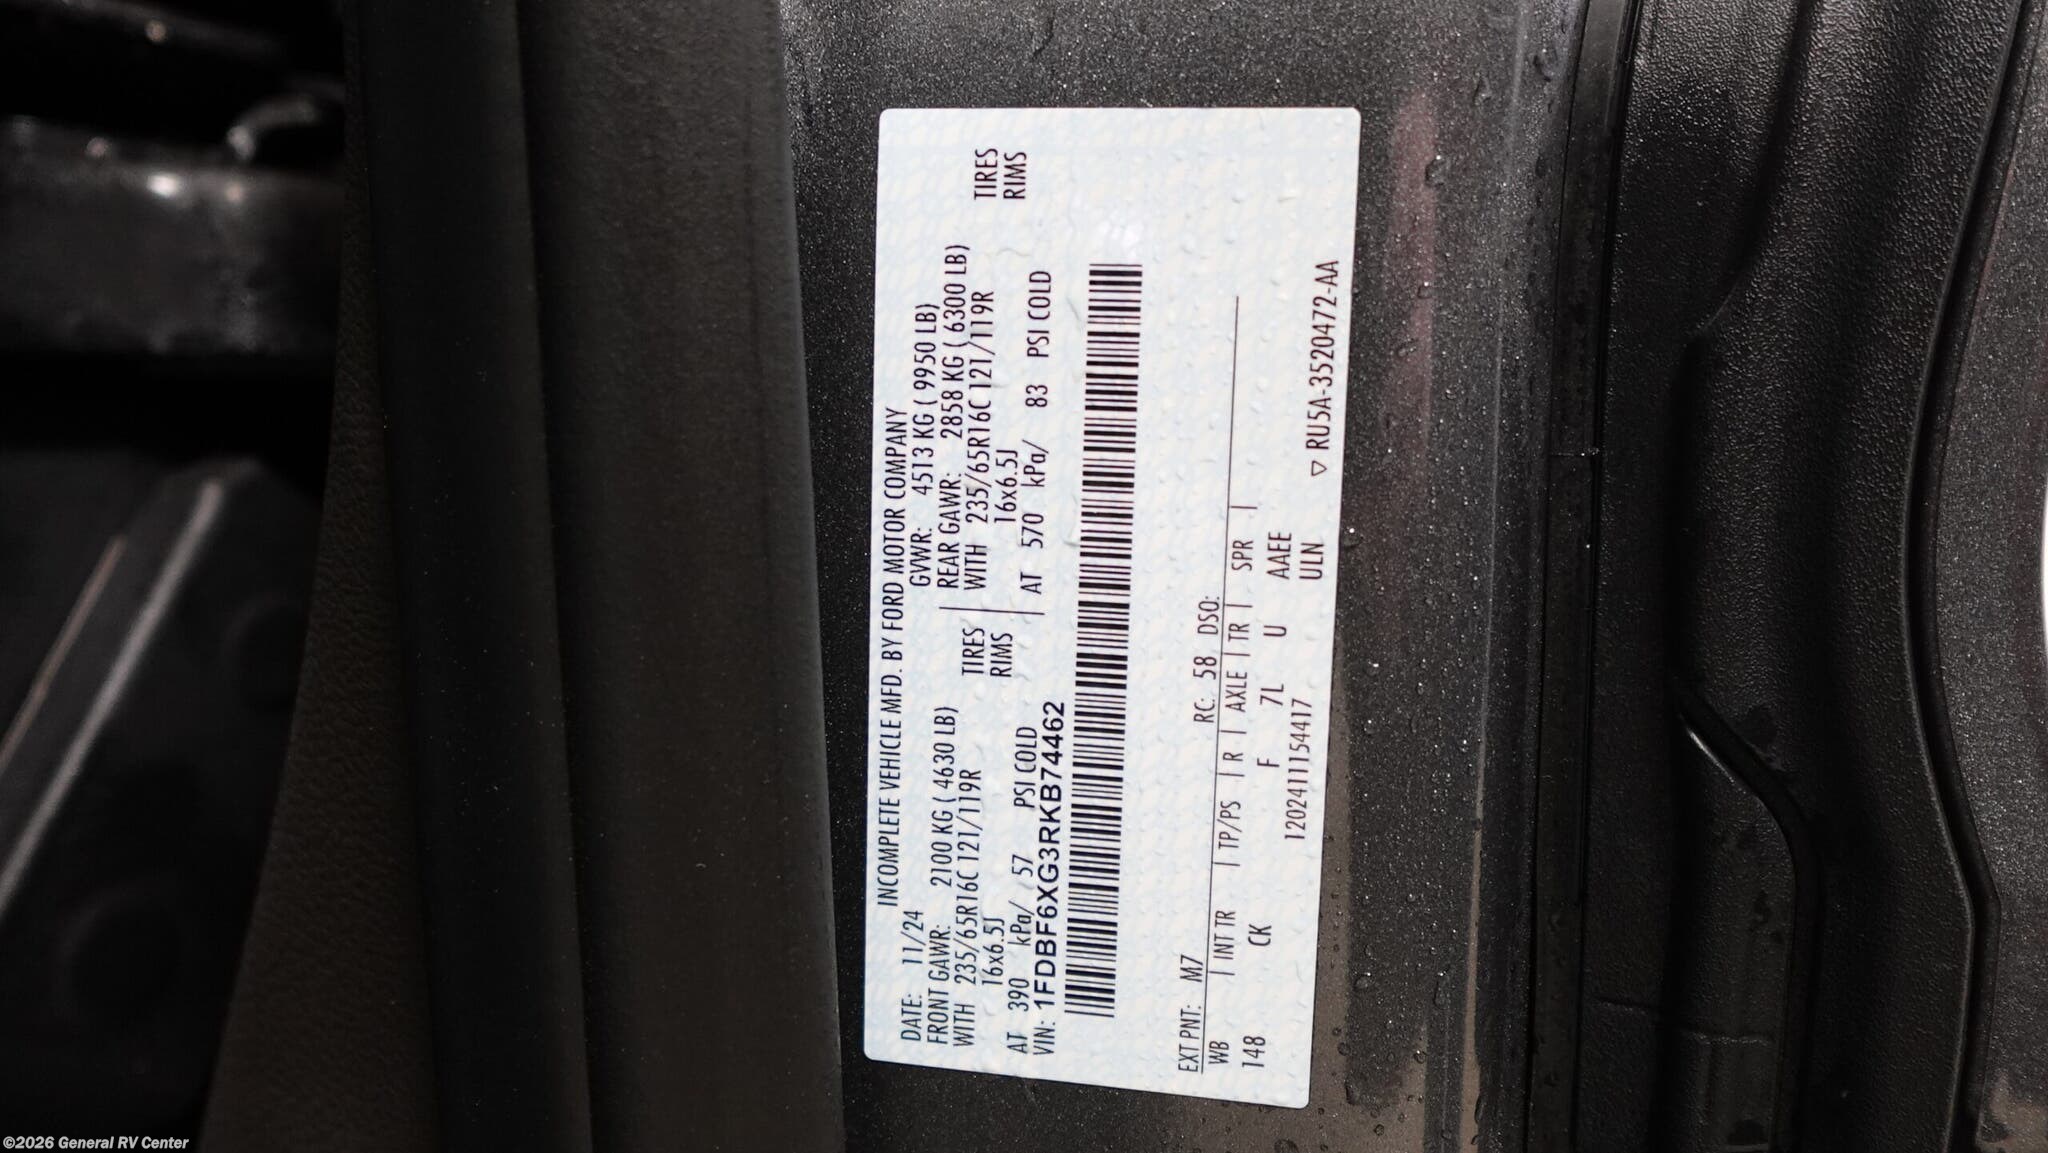 INCOMPLETE VEHICLE MFD. BY FORD MOTOR COMPANY
DATE: 11/24 GVWR: 4513 KG ( 9950 LB)
FRONT GAWR: 2100 KG ( 4630 LB) REAR GAWR: 2858 KG ( 6300 LB)
WITH 235/65R16C 121/119R TIRES WITH 235/65R16C 121/119R TIRES
16x6.5J RIMS 16x6.5J RIMS
AT 390 kPa/ 57 PSI COLD AT 570 kPa/ 83 PSI COLD
VIN: 1FDBF6XG3RKB74462
EXT PNT: M7 RC: 58 DSO:
WB | INT TR | TP/PS | R | AXLE | TR | SPR |
148 CK F 7L U AAEE
1202411154417 ULN
▽ RU5A-3520472-AA
©2026 General RV Center